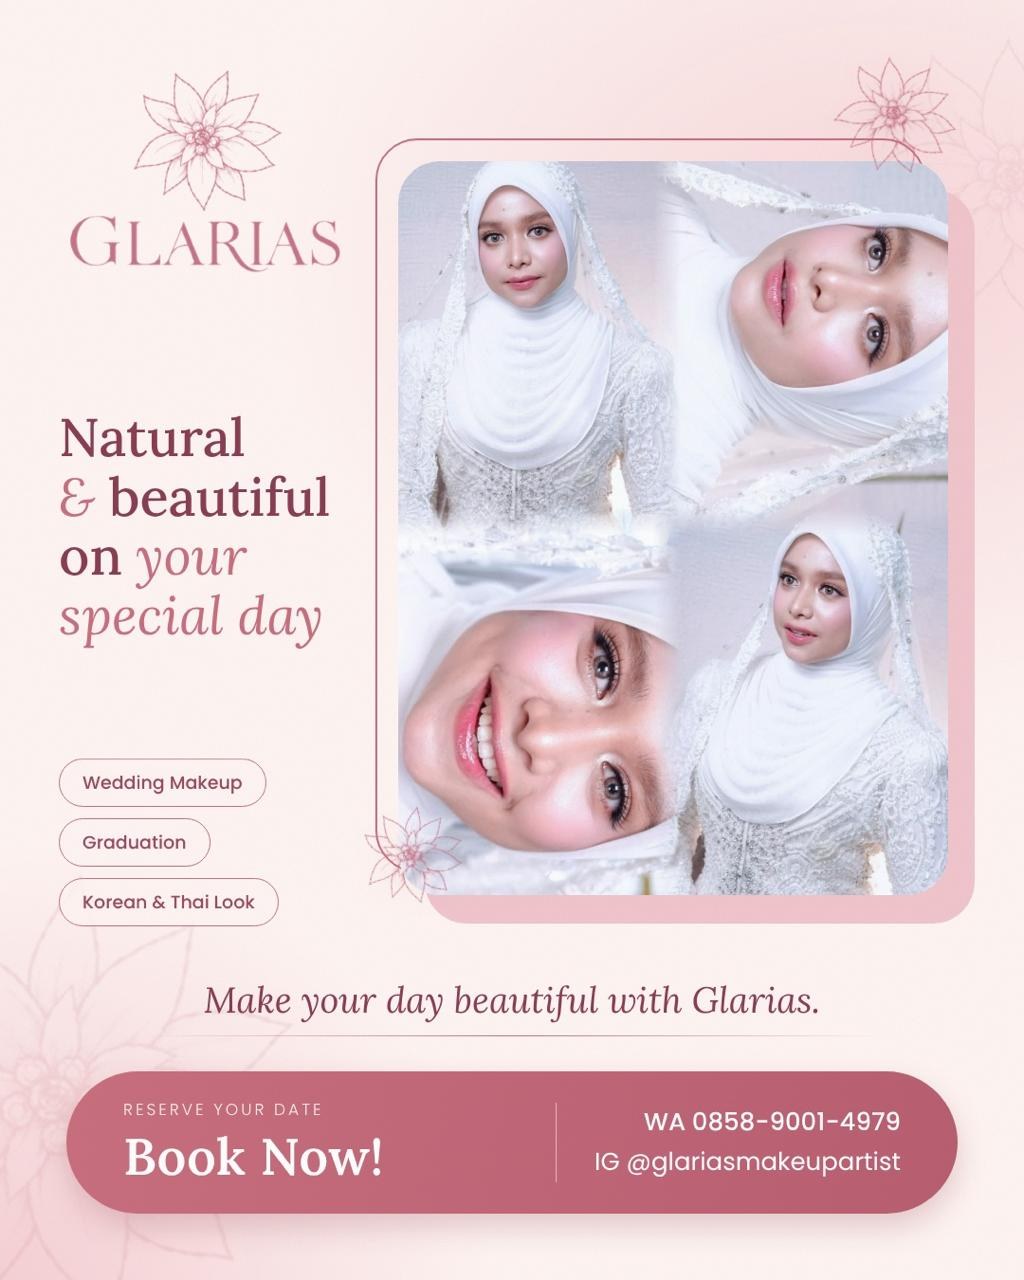 GLARIAS
Natural
& beautiful
on your
special day
Wedding Makeup
Graduation
Korean & Thai Look
Make your day beautiful with Glarias.
RESERVE YOUR DATE
Book Now!
WA 0858-9001-4979
IG @glariasmakeupartist